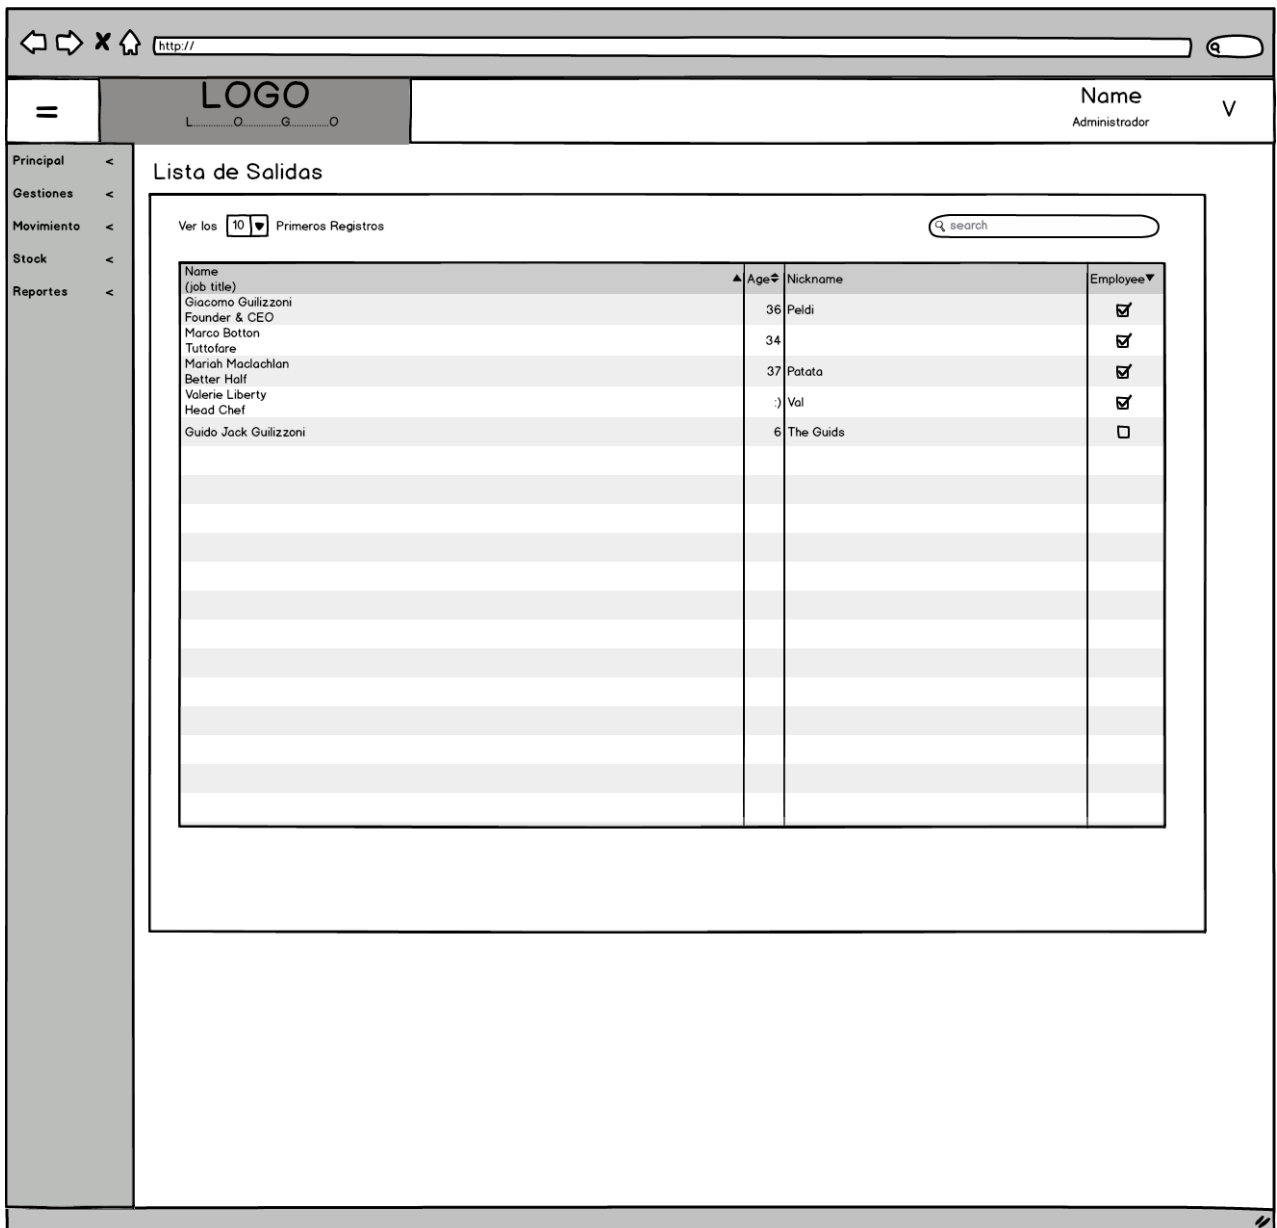 http://
LOGO
L.............O.............G.............O
Name
Administrador
V
Principal <
Gestiones <
Movimiento <
Stock <
Reportes <
Lista de Salidas
Ver los 10 Primeros Registros
search
Name
(job title)
Age
Nickname
Employee
Giacomo Guilizzoni
Founder & CEO
36
Peldi
Marco Botton
Tuttofare
34
Mariah Maclachlan
Better Half
37
Patata
Valerie Liberty
Head Chef
:)
Val
Guido Jack Guilizzoni
6
The Guids